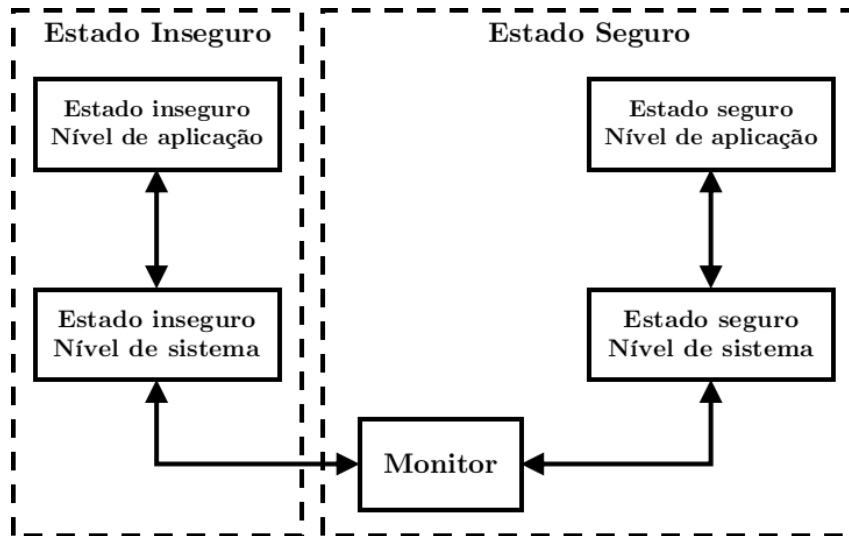 Estado Inseguro
Estado Seguro
Estado inseguro
Nível de aplicação
Estado seguro
Nível de aplicação
Estado inseguro
Nível de sistema
Estado seguro
Nível de sistema
Monitor